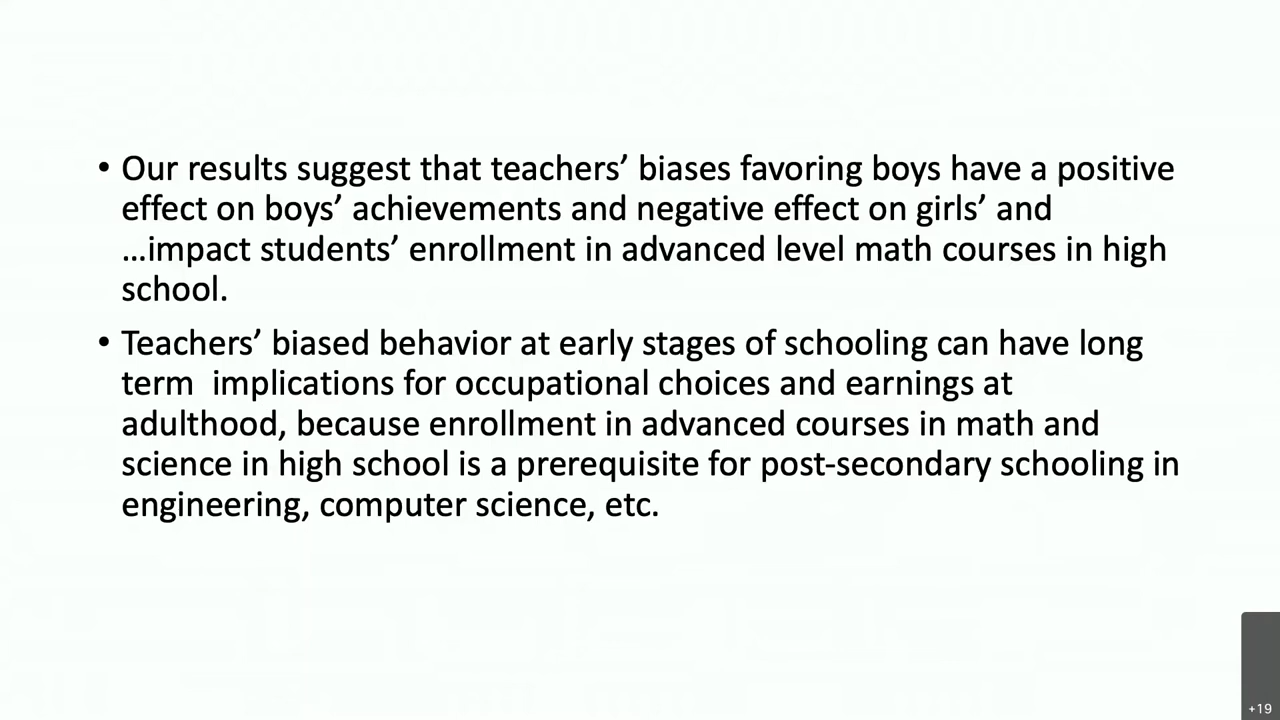 • Our results suggest that teachers’ biases favoring boys have a positive
effect on boys’ achievements and negative effect on girls’ and
…impact students’ enrollment in advanced level math courses in high
school.
• Teachers’ biased behavior at early stages of schooling can have long
term  implications for occupational choices and earnings at
adulthood, because enrollment in advanced courses in math and
science in high school is a prerequisite for post-secondary schooling in
engineering, computer science, etc.
+19